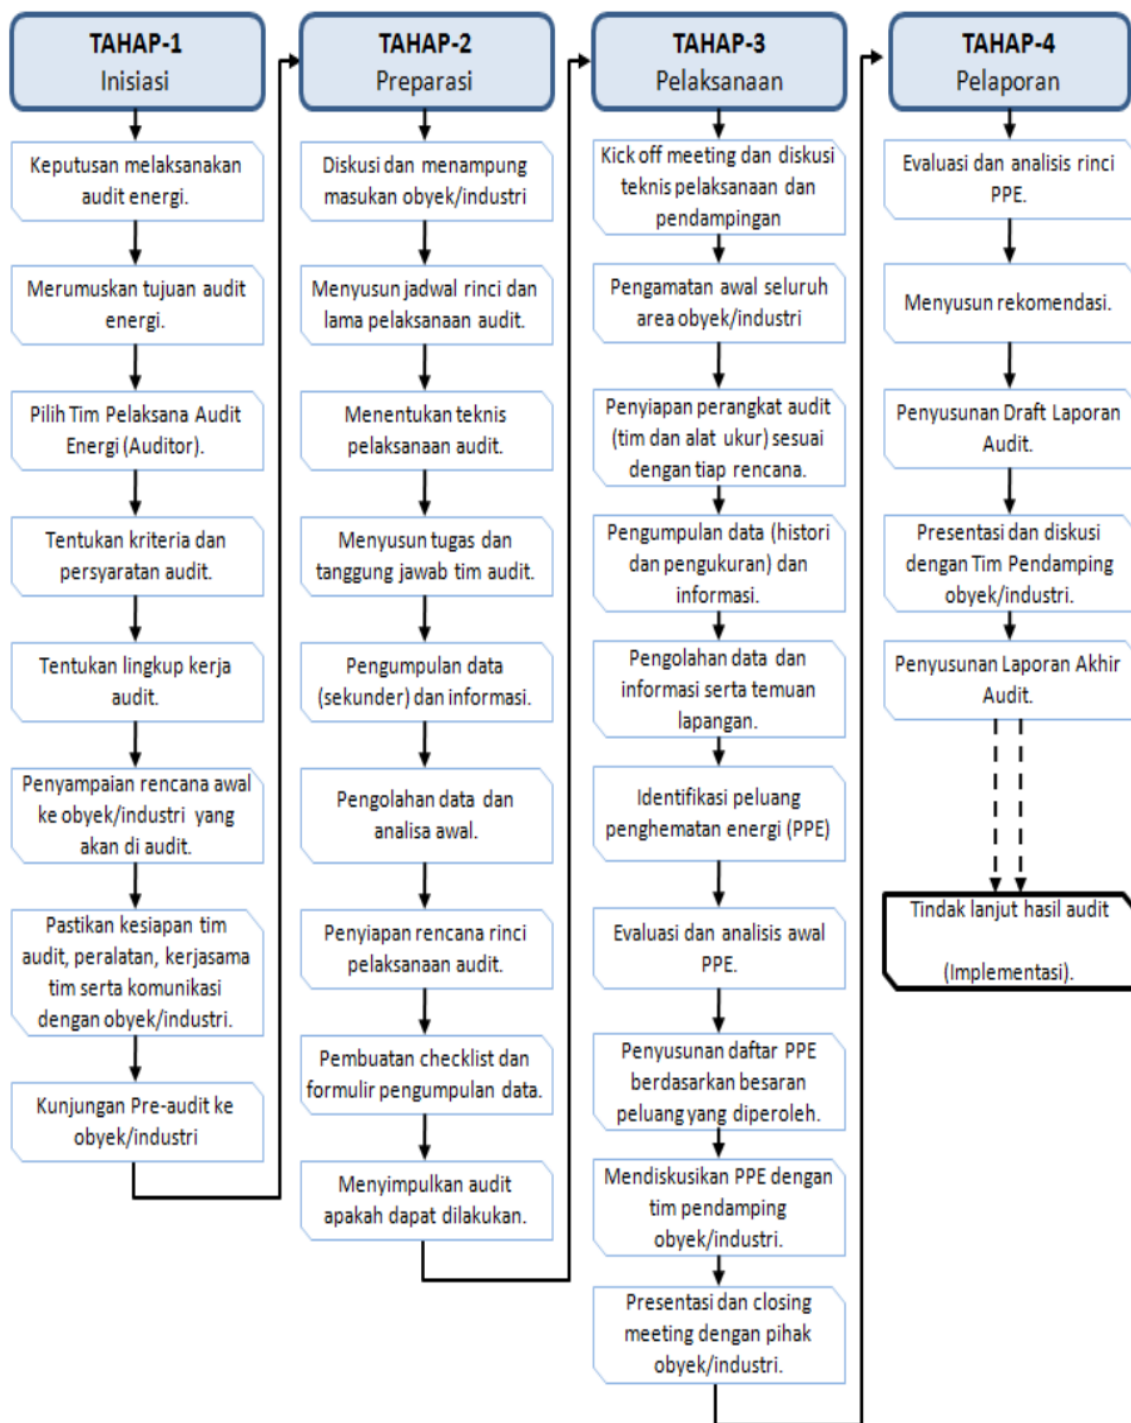 TAHAP-1
Inisiasi
Keputusan melaksanakan
audit energi.
Merumuskan tujuan audit
energi.
Pilih Tim Pelaksana Audit
Energi (Auditor).
Tentukan kriteria dan
persyaratan audit.
Tentukan lingkup kerja
audit.
Penyampaian rencana awal
ke obyek/industri yang
akan di audit.
Pastikan kesiapan tim
audit, peralatan, kerjasama
tim serta komunikasi
dengan obyek/industri.
Kunjungan Pre-audit ke
obyek/industri
TAHAP-2
Preparasi
Diskusi dan menampung
masukan obyek/industri
Menyusun jadwal rinci dan
lama pelaksanaan audit.
Menentukan teknis
pelaksanaan audit.
Menyusun tugas dan
tanggung jawab tim audit.
Pengumpulan data
(sekunder) dan informasi.
Pengolahan data dan
analisa awal.
Penyiapan rencana rinci
pelaksanaan audit.
Pembuatan checklist dan
formulir pengumpulan data.
Menyimpulkan audit
apakah dapat dilakukan.
TAHAP-3
Pelaksanaan
Kick off meeting dan diskusi
teknis pelaksanaan dan
pendampingan
Pengamatan awal seluruh
area obyek/industri
Penyiapan perangkat audit
(tim dan alat ukur) sesuai
dengan tiap rencana.
Pengumpulan data (histori
dan pengukuran) dan
informasi.
Pengolahan data dan
informasi serta temuan
lapangan.
Identifikasi peluang
penghematan energi (PPE)
Evaluasi dan analisis awal
PPE.
Penyusunan daftar PPE
berdasarkan besaran
peluang yang diperoleh.
Mendiskusikan PPE dengan
tim pendamping
obyek/industri.
Presentasi dan closing
meeting dengan pihak
obyek/industri.
TAHAP-4
Pelaporan
Evaluasi dan analisis rinci
PPE.
Menyusun rekomendasi.
Penyusunan Draft Laporan
Audit.
Presentasi dan diskusi
dengan Tim Pendamping
obyek/industri.
Penyusunan Laporan Akhir
Audit.
Tindak lanjut hasil audit
(Implementasi).